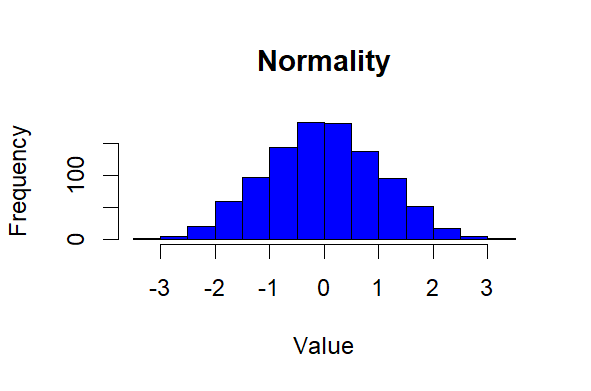 Normality
Frequency
100
0
-3 -2 -1 0 1 2 3
Value